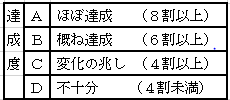 達成度
A ほぼ達成 （８割以上）
B 概ね達成 （６割以上）
C 変化の兆し （４割以上）
D 不十分 （４割未満）